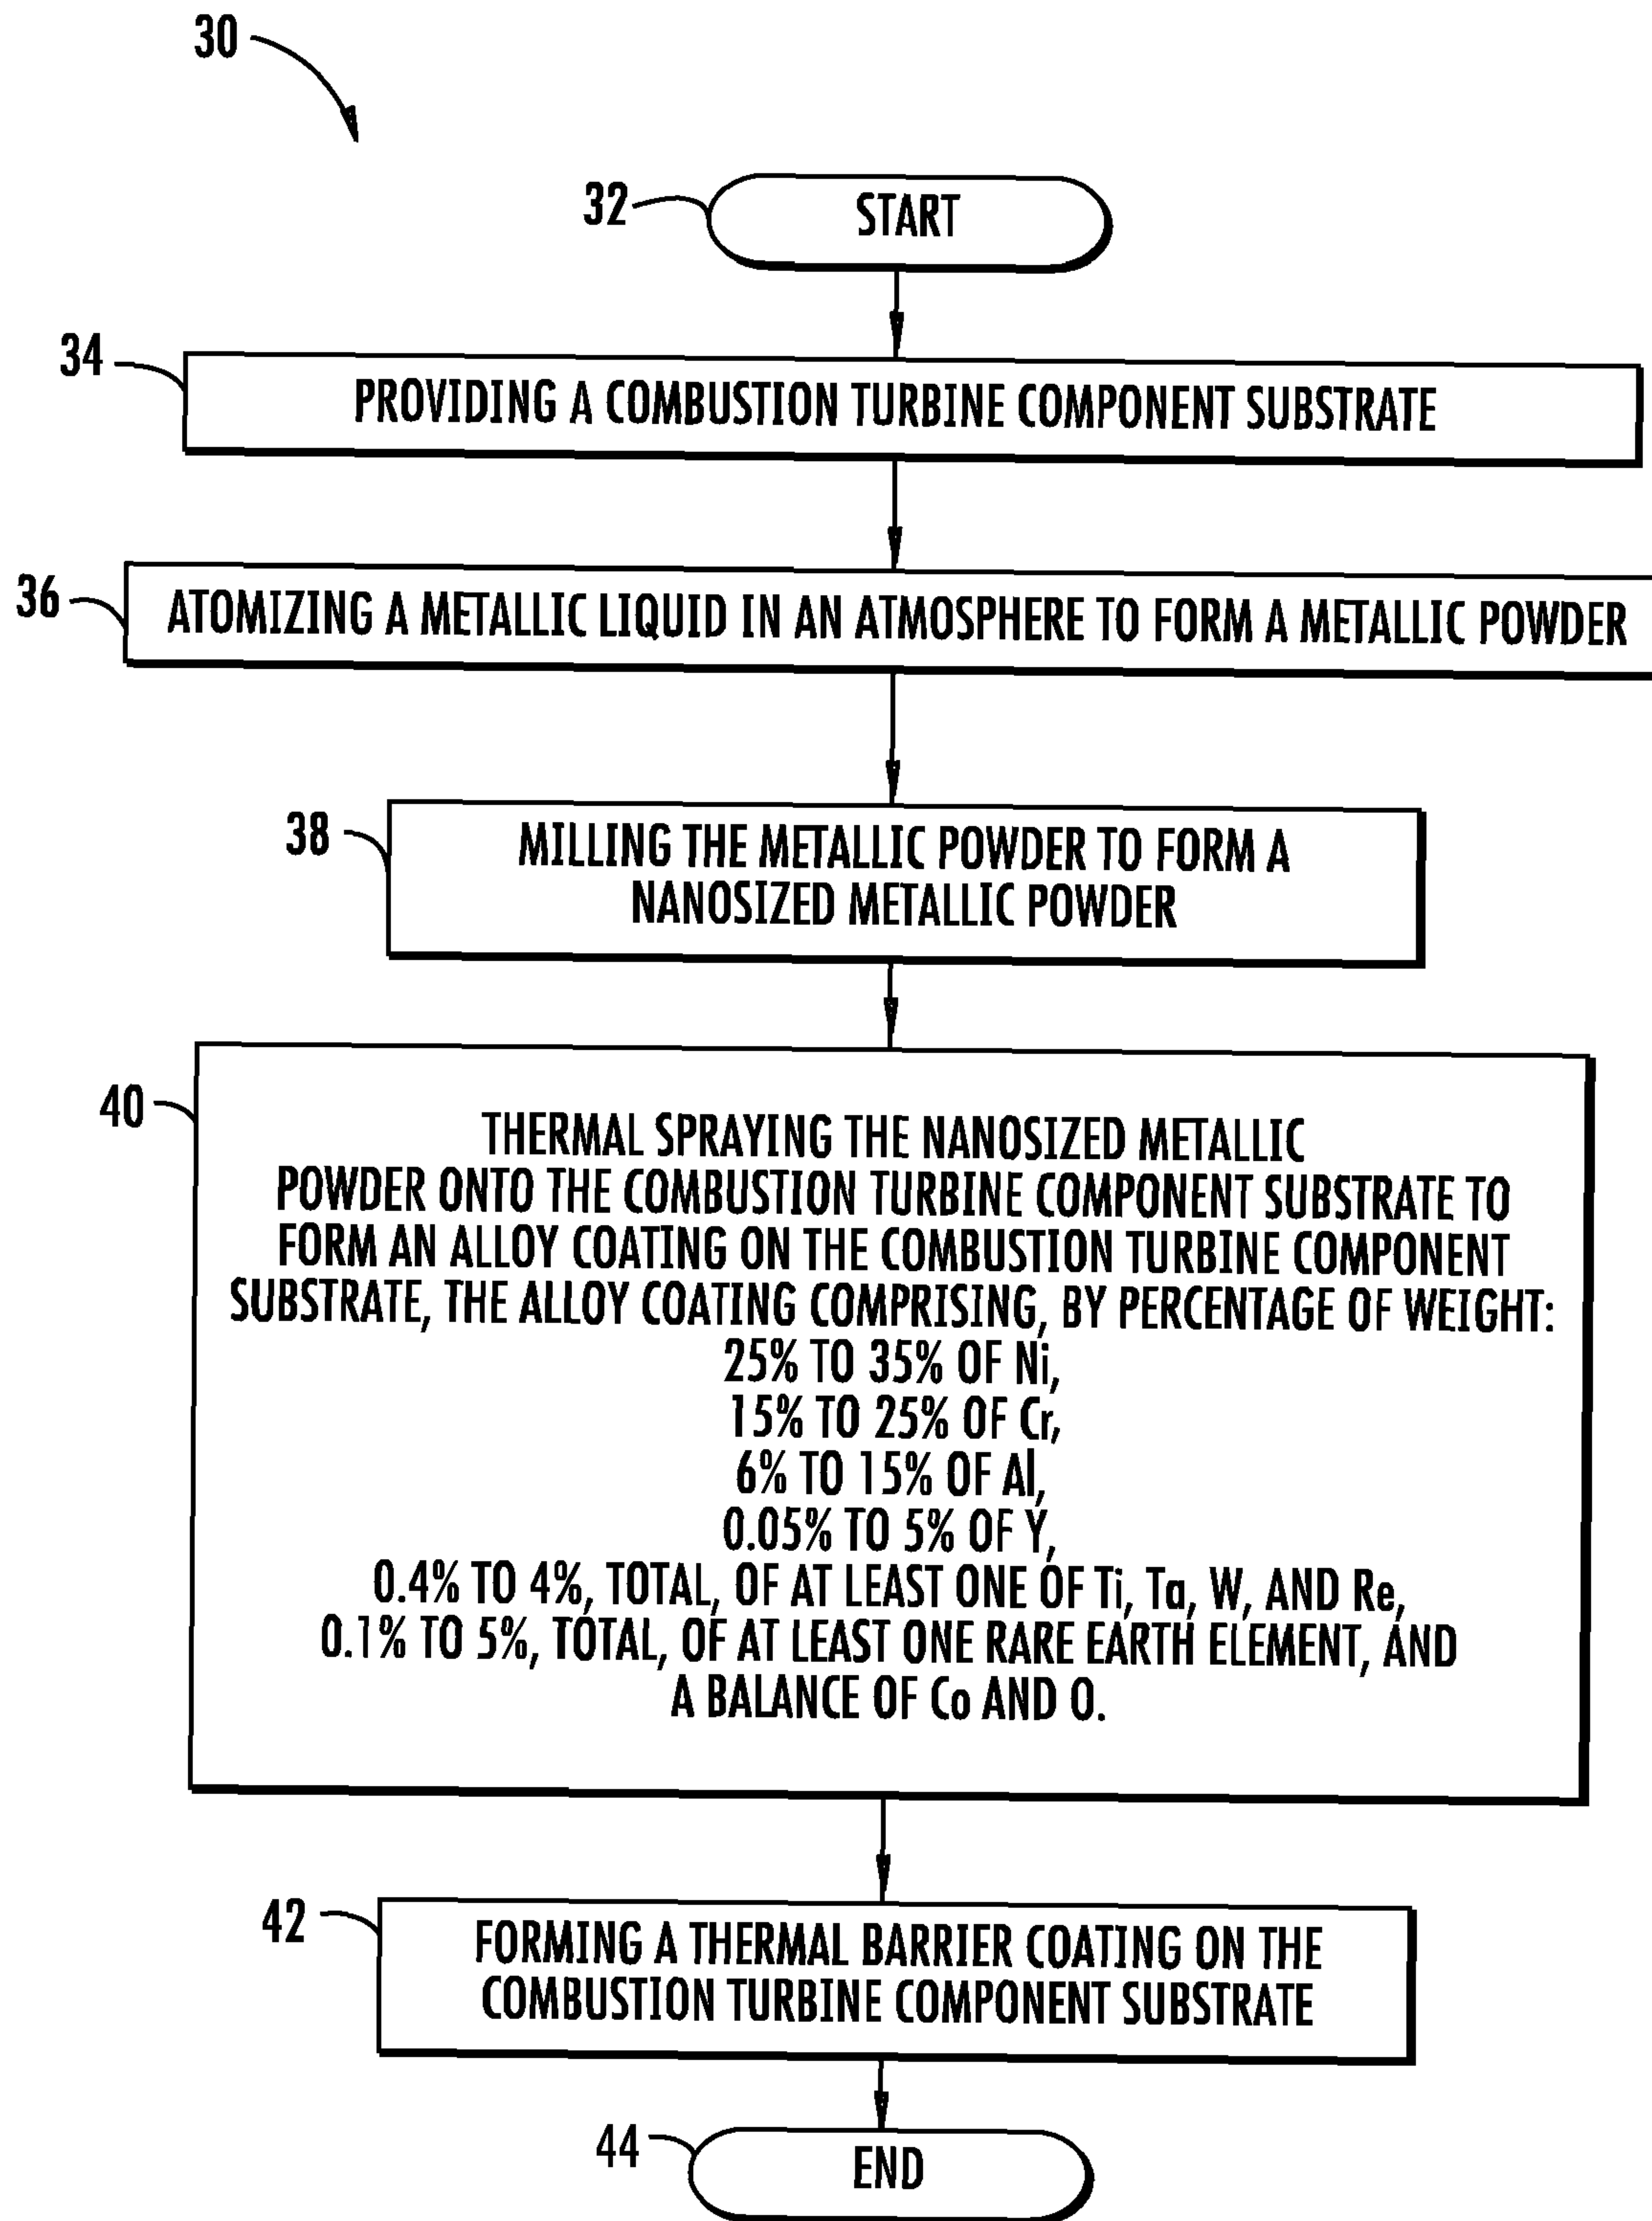 30
32
START
34
PROVIDING A COMBUSTION TURBINE COMPONENT SUBSTRATE
36
ATOMIZING A METALLIC LIQUID IN AN ATMOSPHERE TO FORM A METALLIC POWDER
38
MILLING THE METALLIC POWDER TO FORM A
NANOSIZED METALLIC POWDER
40
THERMAL SPRAYING THE NANOSIZED METALLIC
POWDER ONTO THE COMBUSTION TURBINE COMPONENT SUBSTRATE TO
FORM AN ALLOY COATING ON THE COMBUSTION TURBINE COMPONENT
SUBSTRATE, THE ALLOY COATING COMPRISING, BY PERCENTAGE OF WEIGHT:
25% TO 35% OF Ni,
15% TO 25% OF Cr,
6% TO 15% OF Al,
0.05% TO 5% OF Y,
0.4% TO 4%, TOTAL, OF AT LEAST ONE OF Ti, Ta, W, AND Re,
0.1% TO 5%, TOTAL, OF AT LEAST ONE RARE EARTH ELEMENT, AND
A BALANCE OF Co AND O.
42
FORMING A THERMAL BARRIER COATING ON THE
COMBUSTION TURBINE COMPONENT SUBSTRATE
44
END